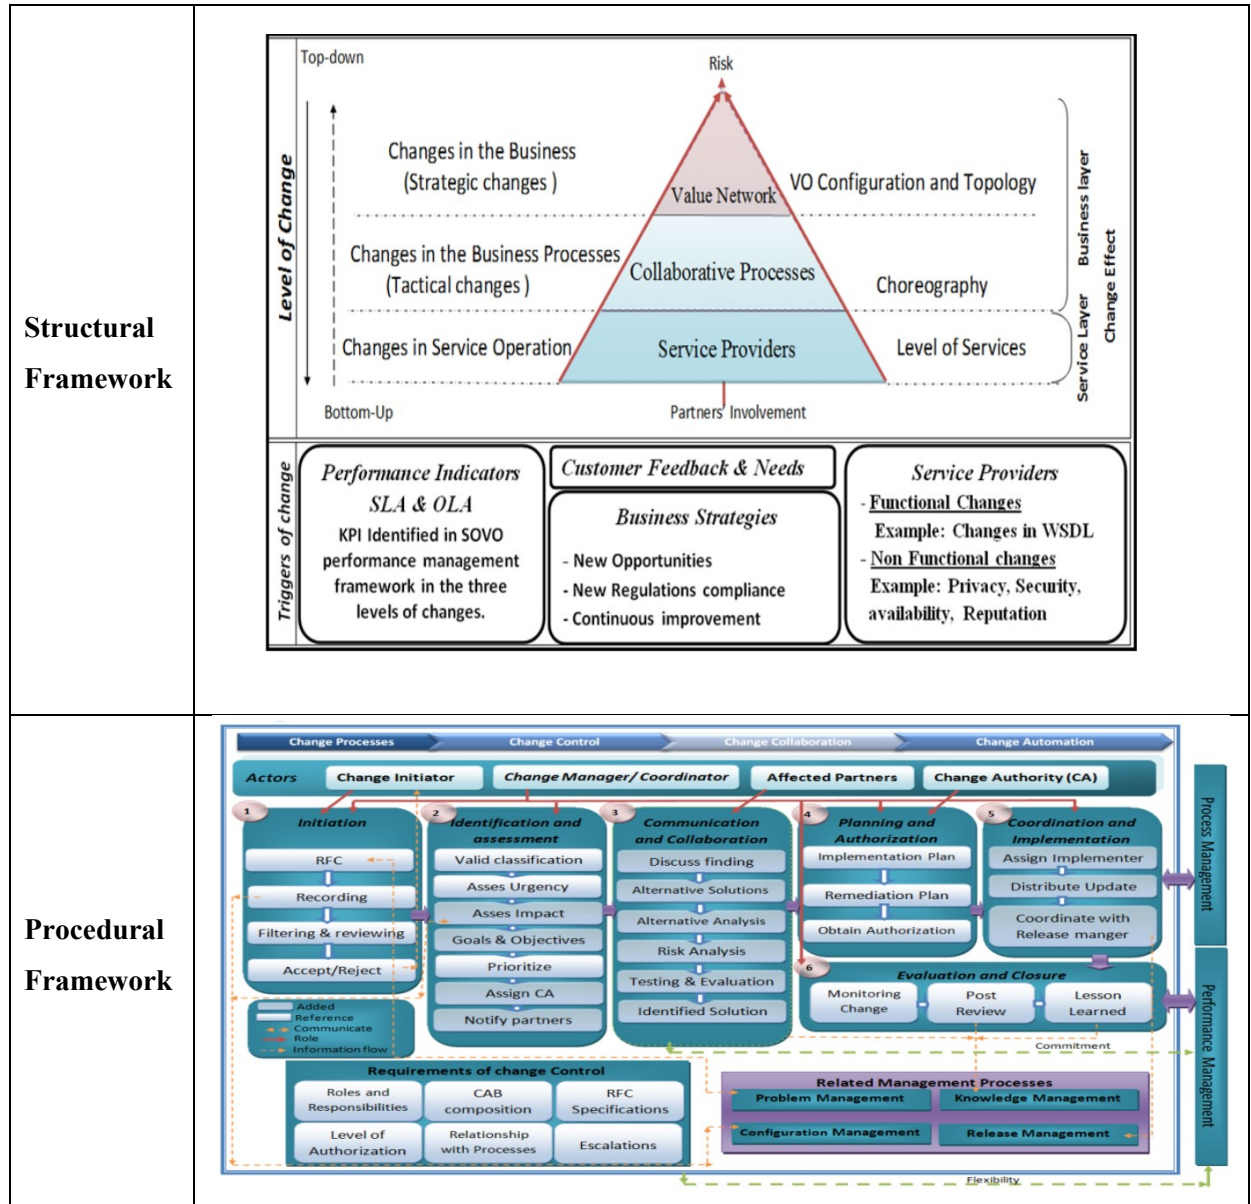 Structural
Framework
Top-down
Risk
Level of Change
Changes in the Business
(Strategic changes )
Value Network
VO Configuration and Topology
Changes in the Business Processes
(Tactical changes )
Collaborative Processes
Choreography
Changes in Service Operation
Service Providers
Level of Services
Business layer
Service Layer
Change Effect
Bottom-Up
Partners' Involvement
Triggers of change
Performance Indicators
SLA & OLA
KPI Identified in SOVO
performance management
framework in the three
levels of changes.
Customer Feedback & Needs
Business Strategies
- New Opportunities
- New Regulations compliance
- Continuous improvement
Service Providers
- Functional Changes
Example: Changes in WSDL
- Non Functional changes
Example: Privacy, Security,
availability, Reputation
Procedural
Framework
Change Processes
Change Control
Change Collaboration
Change Automation
Actors
Change Initiator
Change Manager/ Coordinator
Affected Partners
Change Authority (CA)
1
Initiation
RFC
Recording
Filtering & reviewing
Accept/Reject
2
Identification and
assessment
Valid classification
Asses Urgency
Asses Impact
Goals & Objectives
Prioritize
Assign CA
Notify partners
3
Communication
and Collaboration
Discuss finding
Alternative Solutions
Alternative Analysis
Risk Analysis
Testing & Evaluation
Identified Solution
4
Planning and
Authorization
Implementation Plan
Remediation Plan
Obtain Authorization
5
Coordination and
Implementation
Assign Implementer
Distribute Update
Coordinate with
Release manger
6
Evaluation and Closure
Monitoring
Change
Post
Review
Lesson
Learned
Process Management
Performance Management
Added
Reference
Communicate
Role
Information flow
Commitment
Requirements of change Control
Roles and
Responsibilities
CAB
composition
RFC
Specifications
Level of
Authorization
Relationship
with Processes
Escalations
Related Management Processes
Problem Management
Knowledge Management
Configuration Management
Release Management
Flexibility